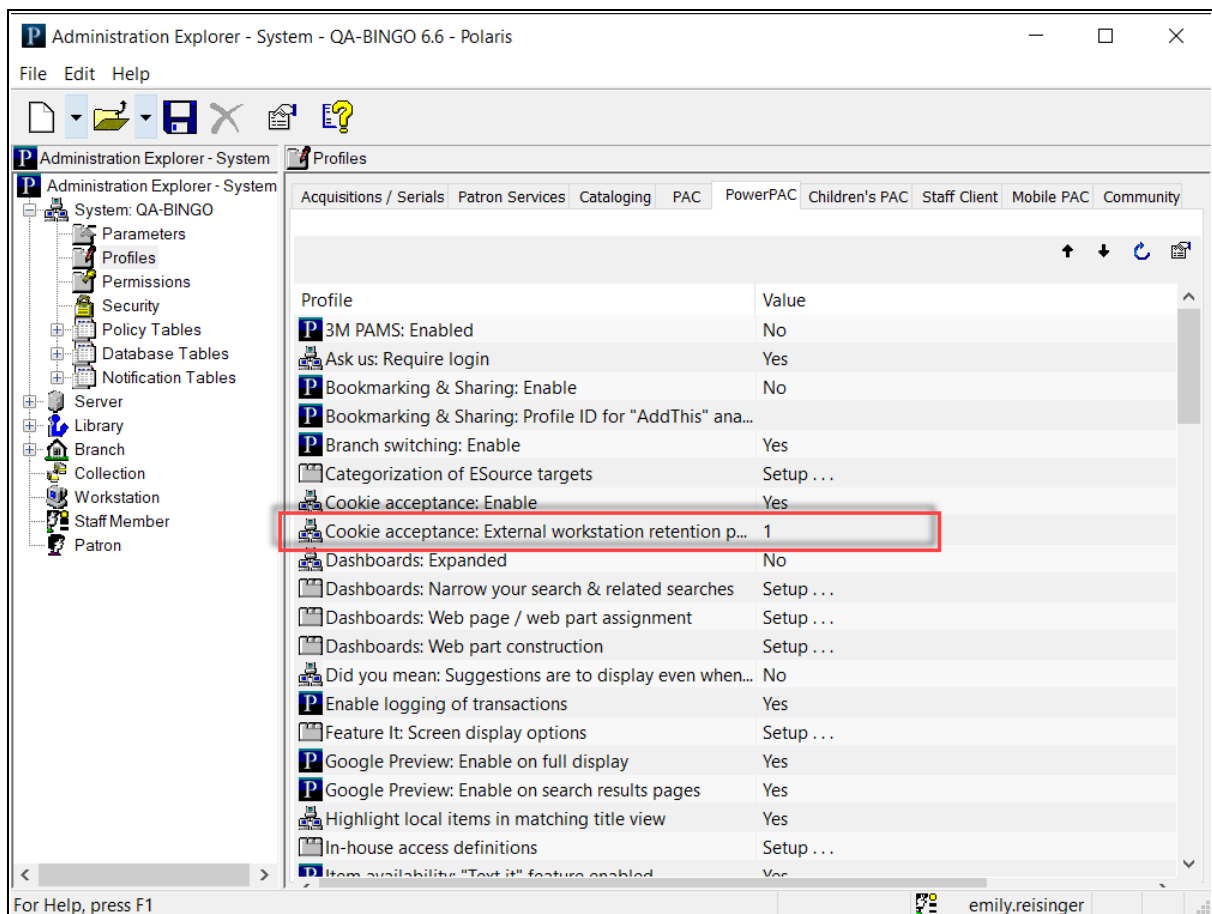 Administration Explorer - System - QA-BINGO 6.6 - Polaris
File Edit Help
Administration Explorer - System
Profiles
Administration Explorer - System
System: QA-BINGO
Parameters
Profiles
Permissions
Security
Policy Tables
Database Tables
Notification Tables
Server
Library
Branch
Collection
Workstation
Staff Member
Patron
Acquisitions / Serials Patron Services Cataloging PAC PowerPAC Children's PAC Staff Client Mobile PAC Community
Profile Value
3M PAMS: Enabled No
Ask us: Require login Yes
Bookmarking & Sharing: Enable No
Bookmarking & Sharing: Profile ID for "AddThis" ana...
Branch switching: Enable Yes
Categorization of ESource targets Setup . . .
Cookie acceptance: Enable Yes
Cookie acceptance: External workstation retention p... 1
Dashboards: Expanded No
Dashboards: Narrow your search & related searches Setup . . .
Dashboards: Web page / web part assignment Setup . . .
Dashboards: Web part construction Setup . . .
Did you mean: Suggestions are to display even when... No
Enable logging of transactions Yes
Feature It: Screen display options Setup . . .
Google Preview: Enable on full display Yes
Google Preview: Enable on search results pages Yes
Highlight local items in matching title view Yes
In-house access definitions Setup . . .
Item availability: "Text it" feature enabled Yes
For Help, press F1
emily.reisinger